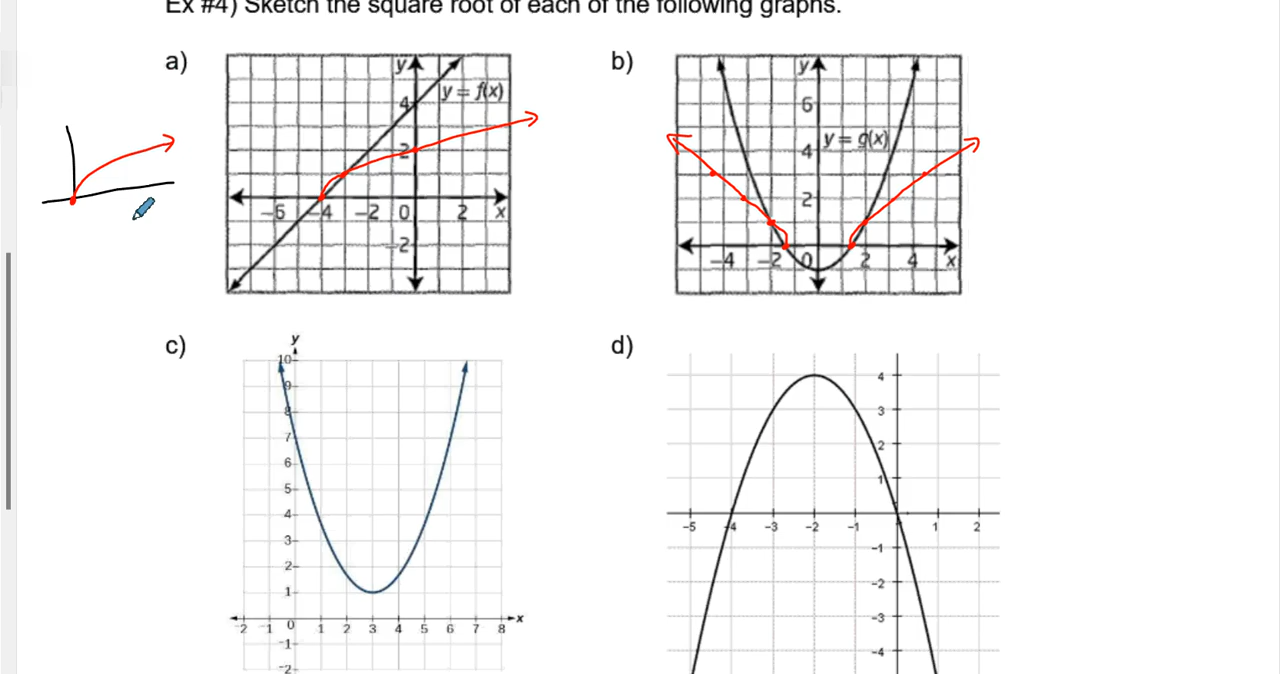 Ex #4) Sketch the square root of each of the following graphs.
a)
b)
y
y = f(x)
4
2
-6 -4 -2 0 2 x
-2
y
6
y = g(x)
4
2
-4 -2 0 2 4 x
c)
d)
y
10
9
8
7
6
5
4
3
2
1
-2 -1 0 1 2 3 4 5 6 7 8 x
-1
-2
4
3
2
1
-5 -4 -3 -2 -1 1 2
-1
-2
-3
-4